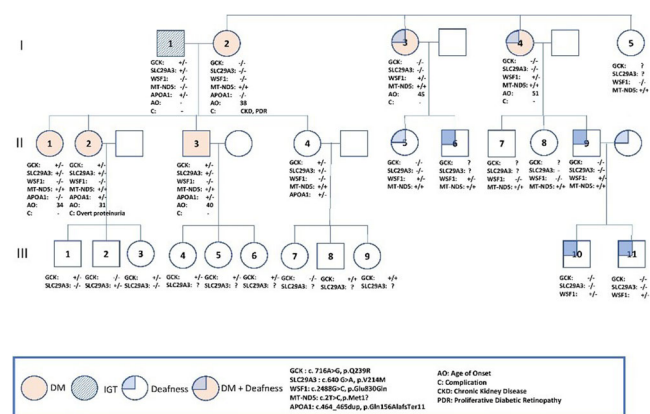 I
1
2
3
4
5
GCK: +/-
SLC29A3: +/-
WSF1: -/-
MT-ND5: -/-
APOA1: +/-
AO: -
C: -
GCK: -/-
SLC29A3: -/-
WSF1: -/-
MT-ND5: +/+
APOA1: -/-
AO: 38
C: CKD, PDR
GCK: -/-
SLC29A3: -/-
WSF1: +/-
MT-ND5: +/+
AO: 45
C: -
GCK: -/-
SLC29A3: -/-
WSF1: +/-
MT-ND5: +/+
AO: 51
C: -
GCK: ?
SLC29A3: ?
WSF1: -/-
MT-ND5: +/+
II
1
2
3
4
5
6
7
8
9
GCK: +/-
SLC29A3: +/-
WSF1: -/-
MT-ND5: +/+
APOA1: -/-
AO: 34
C: -
GCK: +/-
SLC29A3: +/-
WSF1: -/-
MT-ND5: +/+
APOA1: +/-
AO: 31
C: Overt proteinuria
GCK: +/-
SLC29A3: +/-
WSF1: -/-
MT-ND5: +/+
APOA1: +/-
AO: 40
C: -
GCK: +/-
SLC29A3: -/-
WSF1: -/-
MT-ND5: +/+
APOA1: +/-
GCK: -/-
SLC29A3: -/-
WSF1: +/-
MT-ND5: +/+
GCK: ?
SLC29A3: ?
WSF1: +/-
MT-ND5: +/+
GCK: ?
SLC29A3: ?
WSF1: -/-
MT-ND5: +/+
GCK: ?
SLC29A3:
WSF1: -/-
MT-ND5: +/+
GCK: -/-
SLC29A3: -/-
WSF1: +/-
MT-ND5: +/+
III
1
2
3
4
5
6
7
8
9
10
11
GCK: +/-
SLC29A3: -/-
GCK: -/-
SLC29A3: +/-
GCK: -/-
SLC29A3: -/-
GCK: +/-
SLC29A3: ?
GCK: +/-
SLC29A3: ?
GCK: +/-
SLC29A3: ?
GCK: -/-
SLC29A3: ?
GCK: +/+
SLC29A3: ?
GCK: +/+
SLC29A3: ?
GCK: -/-
SLC29A3: -/-
WSF1: +/-
GCK: -/-
SLC29A3: -/-
WSF1: +/-
DM
IGT
Deafness
DM + Deafness
GCK : c. 716A>G, p.Q239R
SLC29A3 : c.640 G>A, p.V214M
WSF1: c.2488G>C, p.Glu830Gln
MT-ND5: c.2T>C,p.Met1?
APOA1: c.464_465dup, p.Gln156AlafsTer11
AO: Age of Onset
C: Complication
CKD: Chronic Kidney Disease
PDR: Proliferative Diabetic Retinopathy